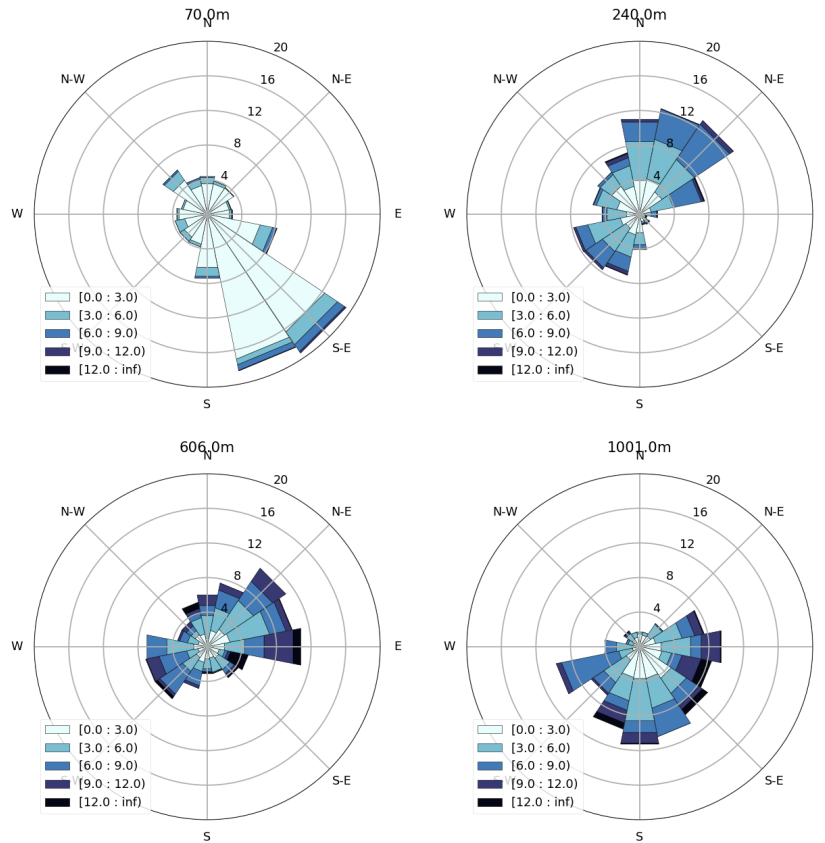 70.0m
N
N-W
N-E
W
E
S-W
S-E
S
4
8
12
16
20
[0.0 : 3.0)
[3.0 : 6.0)
[6.0 : 9.0)
[9.0 : 12.0)
[12.0 : inf)
240.0m
N
N-W
N-E
W
E
S-W
S-E
S
4
8
12
16
20
[0.0 : 3.0)
[3.0 : 6.0)
[6.0 : 9.0)
[9.0 : 12.0)
[12.0 : inf)
606.0m
N
N-W
N-E
W
E
S-W
S-E
S
4
8
12
16
20
[0.0 : 3.0)
[3.0 : 6.0)
[6.0 : 9.0)
[9.0 : 12.0)
[12.0 : inf)
1001.0m
N
N-W
N-E
W
E
S-W
S-E
S
4
8
12
16
20
[0.0 : 3.0)
[3.0 : 6.0)
[6.0 : 9.0)
[9.0 : 12.0)
[12.0 : inf)